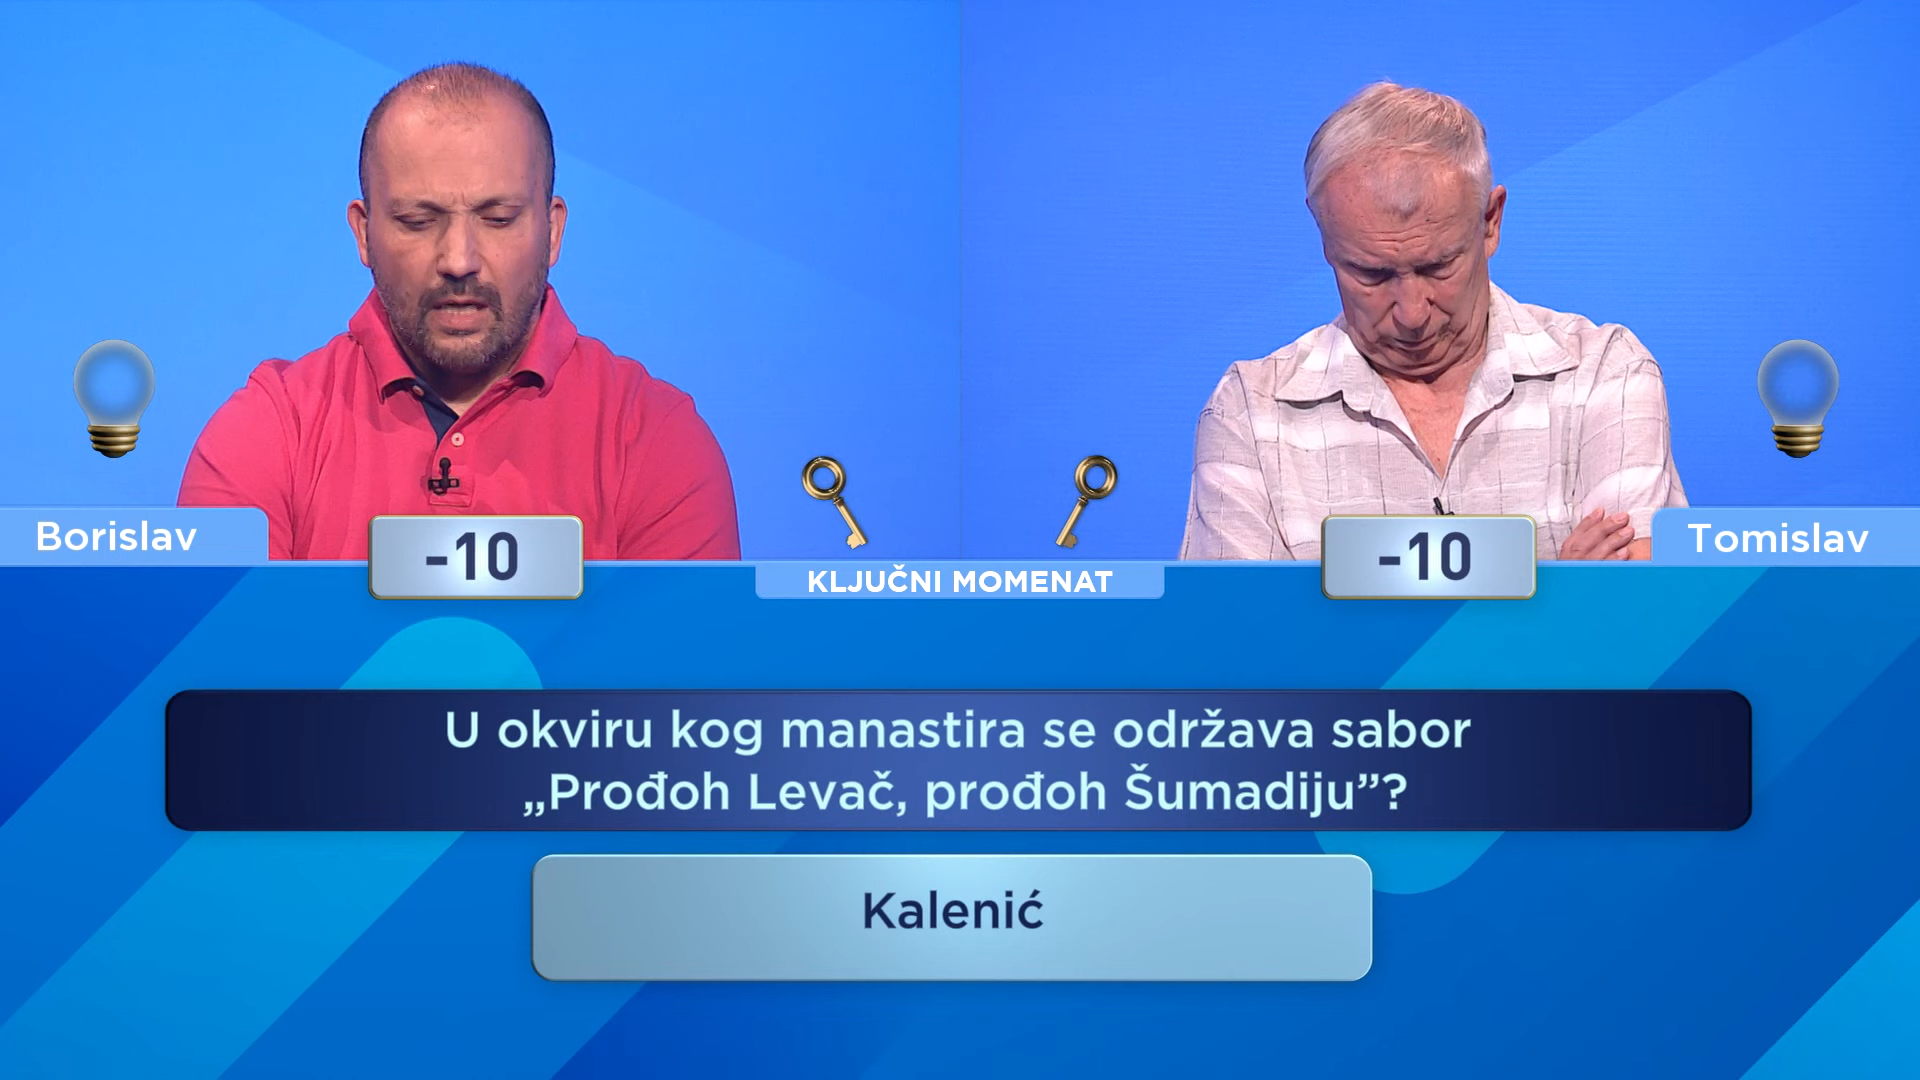 Borislav
-10
KLJUČNI MOMENAT
-10
Tomislav
U okviru kog manastira se održava sabor
„Prođoh Levač, prođoh Šumadiju”?
Kalenić